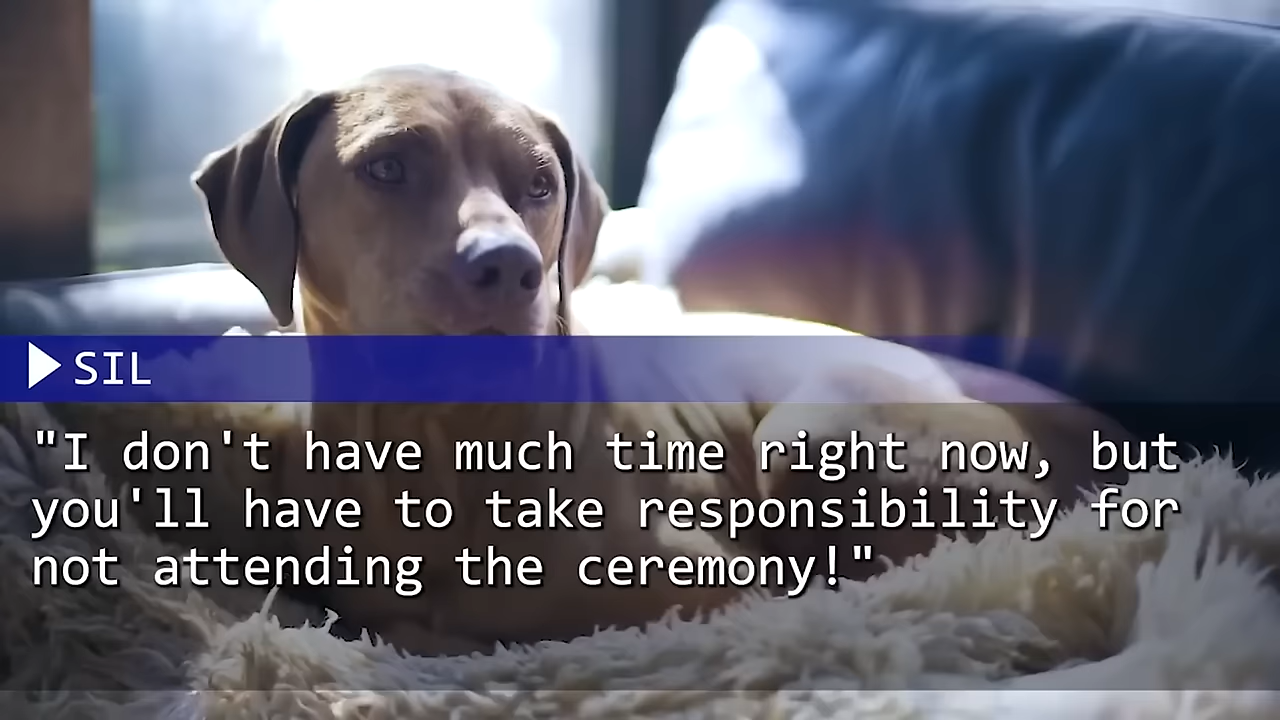 SIL
"I don't have much time right now, but
you'll have to take responsibility for
not attending the ceremony!"